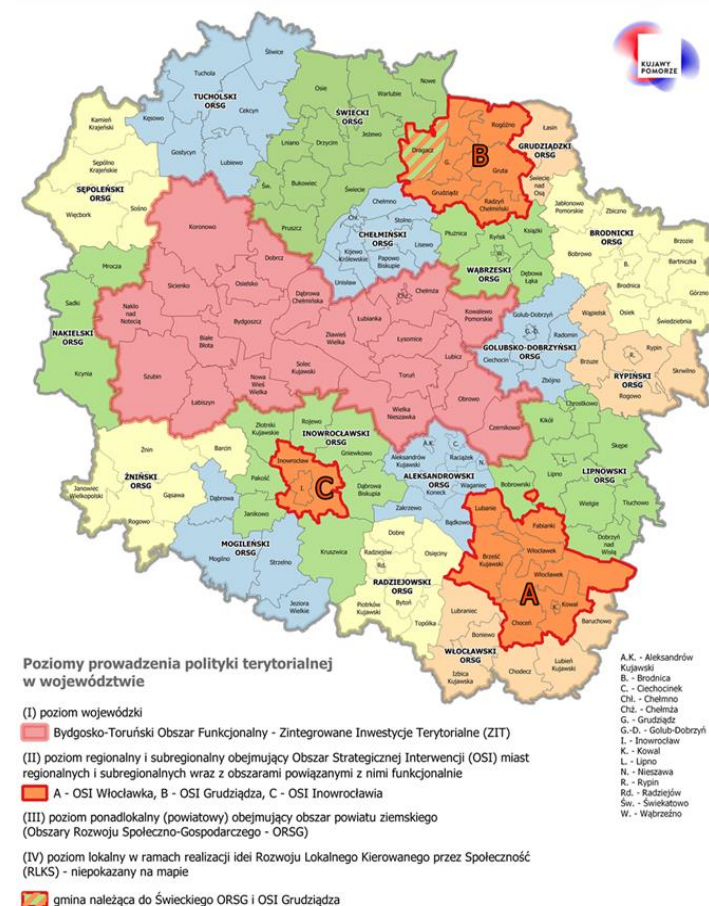 KUJAWY
POMORZE
Śliwice
Tuchola
TUCHOLSKI
ORSG
Kęsowo
Cekcyn
Gostycyn
Lubiewo
Osie
Warlubie
Nowe
ŚWIECKI
ORSG
Lniano
Drzycim
Jeżewo
Św.
Bukowiec
Świecie
Pruszcz
Dragacz
B
G.
Rogóźno
Gruta
Grudziądz
Radzyń
Chełmiński
Łasin
GRUDZIĄDZKI
ORSG
Świecie
nad
Osą
Kamień
Krajeński
Sępólno
Krajeńskie
SĘPOLEŃSKI
ORSG
Sośno
Więcbork
Chełmno
Chł.
Stolno
CHEŁMIŃSKI
ORSG
Kijewo
Królewskie
Papowo
Biskupie
Lisewo
Unisław
Płużnica
Ryńsk
W.
Książki
WĄBRZESKI
ORSG
Dębowa
Łąka
Jabłonowo
Pomorskie
Zbiczno
BRODNICKI
ORSG
Bobrowo
B.
Brodnica
Brzozie
Bartniczka
Górzno
Osiek
Świedziebnia
Koronowo
Dobrcz
Sicienko
Osielsko
Dąbrowa
Chełmińska
Nakło
nad
Notecią
Bydgoszcz
Białe
Błota
Szubin
Łabiszyn
Nowa
Wieś
Wielka
Solec
Kujawski
Zławieś
Wielka
Łubianka
Chż.
Chełmża
Kowalewo
Pomorskie
Łysomice
Toruń
Lubicz
Wielka
Nieszawka
Obrowo
Czernikowo
Mrocza
Sadki
NAKIELSKI
ORSG
Kcynia
Golub-Dobrzyń
G.-D.
Radomin
GOLUBSKO-DOBRZYŃSKI
ORSG
Ciechocin
Zbójno
Wąpielsk
R.
Rypin
Brzuze
Skrwilno
RYPIŃSKI
ORSG
Rogowo
Żnin
Barcin
Janowiec
Wielkopolski
ŻNIŃSKI
ORSG
Gąsawa
Rogowo
Złotniki
Kujawskie
Rojewo
INOWROCŁAWSKI
ORSG
Gniewkowo
Inowrocław
I.
C
Pakość
Dąbrowa
Biskupia
Janikowo
Kruszwica
Dąbrowa
MOGILEŃSKI
ORSG
Mogilno
Strzelno
Jeziora
Wielkie
A.K.
C.
Aleksandrów
Kujawski
Raciążek
N.
ALEKSANDROWSKI
ORSG
Waganiec
Koneck
Zakrzewo
Bądkowo
Chrostkowo
Kikół
Skępe
L.
Lipno
LIPNOWSKI
ORSG
Bobrowniki
Wielgie
Tłuchowo
Dobrzyń
nad
Wisłą
Dobre
Radziejów
Rd.
Osięciny
RADZIEJOWSKI
ORSG
Piotrków
Kujawski
Bytoń
Topólka
Lubanie
Fabianki
Brześć
Kujawski
Włocławek
Włocławek
A
K.
Kowal
Choceń
Lubraniec
Boniewo
Baruchowo
WŁOCŁAWSKI
ORSG
Izbica
Kujawska
Chodecz
Lubień
Kujawski
Poziomy prowadzenia polityki terytorialnej
w województwie
(I) poziom wojewódzki
Bydgosko-Toruński Obszar Funkcjonalny - Zintegrowane Inwestycje Terytorialne (ZIT)
(II) poziom regionalny i subregionalny obejmujący Obszar Strategicznej Interwencji (OSI) miast
regionalnych i subregionalnych wraz z obszarami powiązanymi z nimi funkcjonalnie
A - OSI Włocławka, B - OSI Grudziądza, C - OSI Inowrocławia
(III) poziom ponadlokalny (powiatowy) obejmujący obszar powiatu ziemskiego
(Obszary Rozwoju Społeczno-Gospodarczego - ORSG)
(IV) poziom lokalny w ramach realizacji idei Rozwoju Lokalnego Kierowanego przez Społeczność
(RLKS) - niepokazany na mapie
gmina należąca do Świeckiego ORSG i OSI Grudziądza
A.K. - Aleksandrów
Kujawski
B. - Brodnica
C. - Ciechocinek
Chł. - Chełmno
Chż. - Chełmża
G. - Grudziądz
G.-D. - Golub-Dobrzyń
I. - Inowrocław
K. - Kowal
L. - Lipno
N. - Nieszawa
R. - Rypin
Rd. - Radziejów
Św. - Świekatowo
W. - Wąbrzeźno